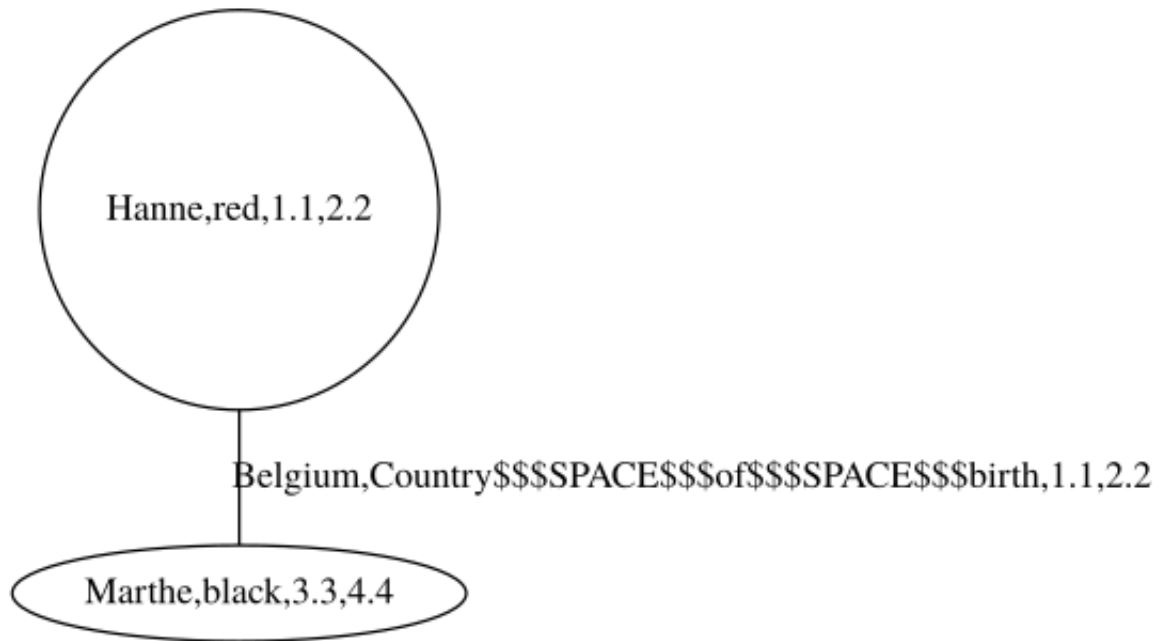 Hanne,red,1.1,2.2
Belgium,Country$$$SPACE$$$of$$$SPACE$$$birth,1.1,2.2
Marthe,black,3.3,4.4